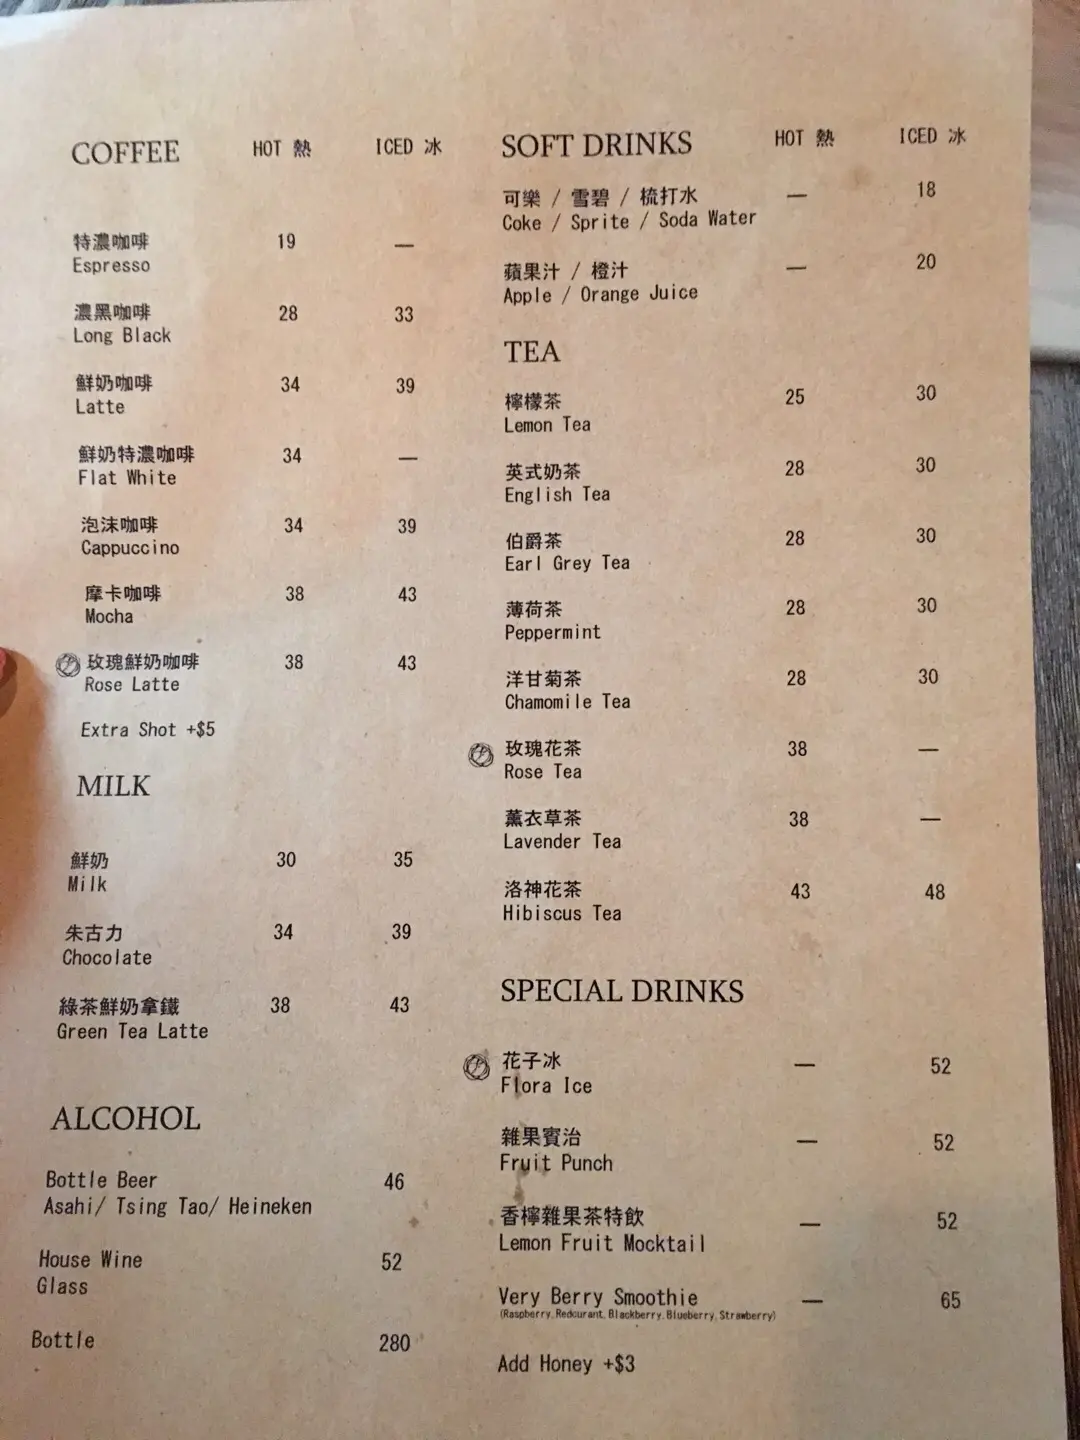 COFFEE HOT 熱 ICED 冰
特濃咖啡 19 —
Espresso
濃黑咖啡 28 33
Long Black
鮮奶咖啡 34 39
Latte
鮮奶特濃咖啡 34 —
Flat White
泡沫咖啡 34 39
Cappuccino
摩卡咖啡 38 43
Mocha
玫瑰鮮奶咖啡 38 43
Rose Latte
Extra Shot +$5
MILK
鮮奶 30 35
Milk
朱古力 34 39
Chocolate
綠茶鮮奶拿鐵 38 43
Green Tea Latte
ALCOHOL
Bottle Beer 46
Asahi/ Tsing Tao/ Heineken
House Wine 52
Glass
Bottle 280
SOFT DRINKS HOT 熱 ICED 冰
可樂 / 雪碧 / 梳打水 — 18
Coke / Sprite / Soda Water
蘋果汁 / 橙汁 — 20
Apple / Orange Juice
TEA
檸檬茶 25 30
Lemon Tea
英式奶茶 28 30
English Tea
伯爵茶 28 30
Earl Grey Tea
薄荷茶 28 30
Peppermint
洋甘菊茶 28 30
Chamomile Tea
玫瑰花茶 38 —
Rose Tea
薰衣草茶 38 —
Lavender Tea
洛神花茶 43 48
Hibiscus Tea
SPECIAL DRINKS
花子冰 — 52
Flora Ice
雜果賓治 — 52
Fruit Punch
香檸雜果茶特飲 — 52
Lemon Fruit Mocktail
Very Berry Smoothie — 65
(Raspberry, Redcurant, Blackberry, Blueberry, Strawberry)
Add Honey +$3